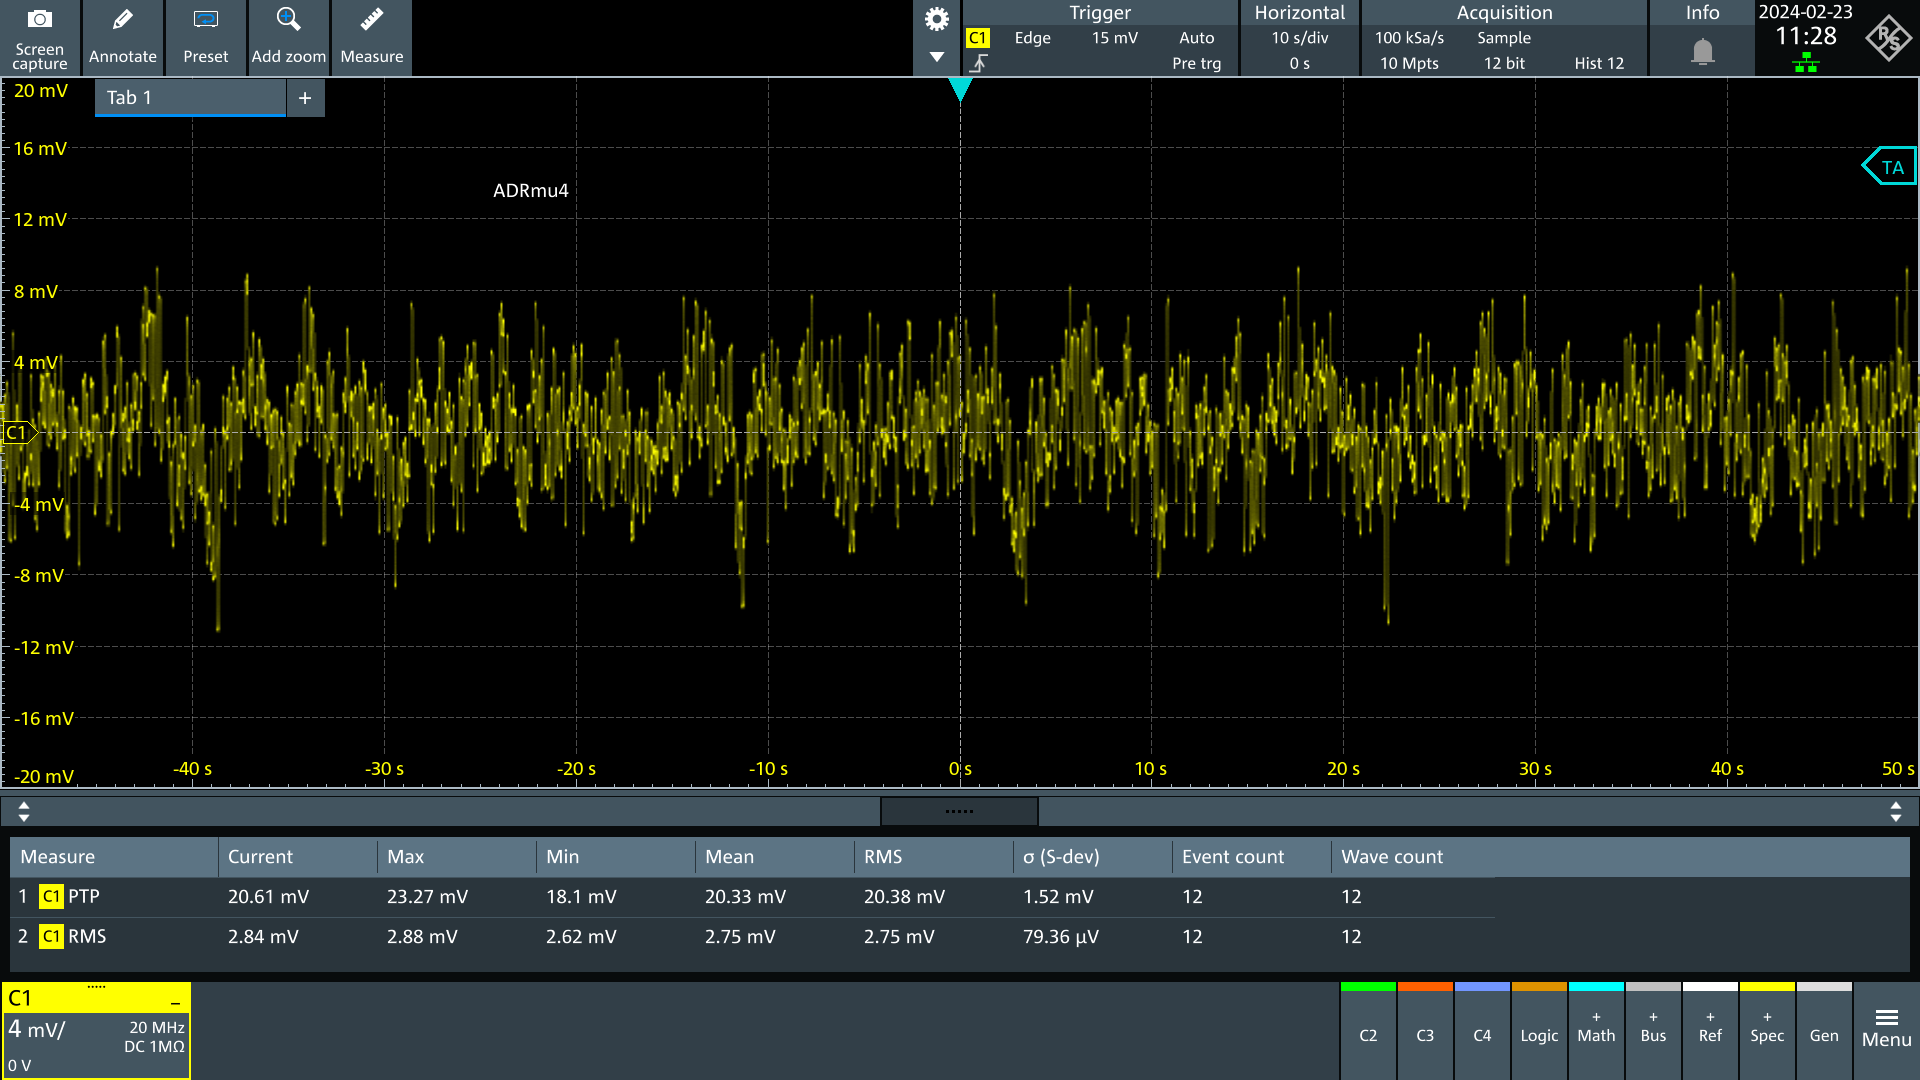 Screen capture
Annotate
Preset
Add zoom
Measure
Trigger
C1 Edge 15 mV Auto
Pre trg
Horizontal
10 s/div
0 s
Acquisition
100 kSa/s Sample
10 Mpts 12 bit Hist 12
Info
2024-02-23
11:28
R&S
Tab 1 +
20 mV
16 mV
TA
ADRmu4
12 mV
8 mV
4 mV
C1
-4 mV
-8 mV
-12 mV
-16 mV
-20 mV
-40 s -30 s -20 s -10 s 0 s 10 s 20 s 30 s 40 s 50 s
Measure Current Max Min Mean RMS σ (S-dev) Event count Wave count
1 C1 PTP 20.61 mV 23.27 mV 18.1 mV 20.33 mV 20.38 mV 1.52 mV 12 12
2 C1 RMS 2.84 mV 2.88 mV 2.62 mV 2.75 mV 2.75 mV 79.36 µV 12 12
C1
4 mV/ 20 MHz
DC 1MΩ
0 V
C2
C3
C4
Logic
+ Math
+ Bus
+ Ref
+ Spec
Gen
Menu